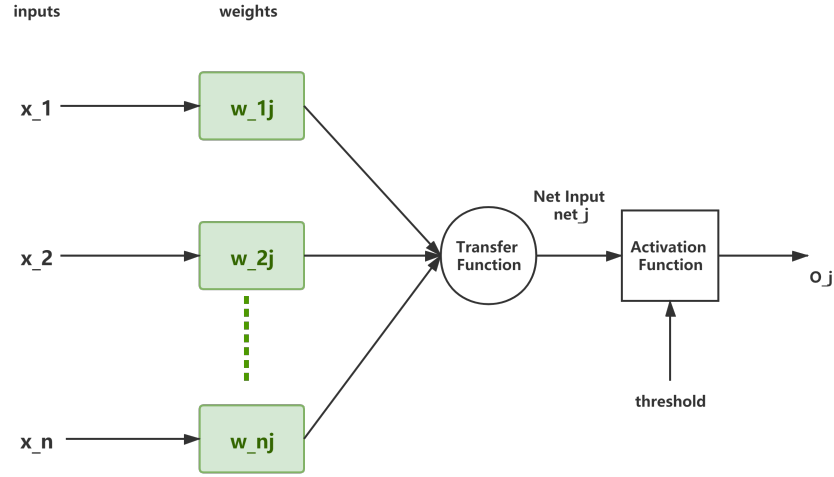 inputs
weights
x_1
w_1j
x_2
w_2j
x_n
w_nj
Transfer
Function
Net Input
net_j
Activation
Function
O_j
threshold